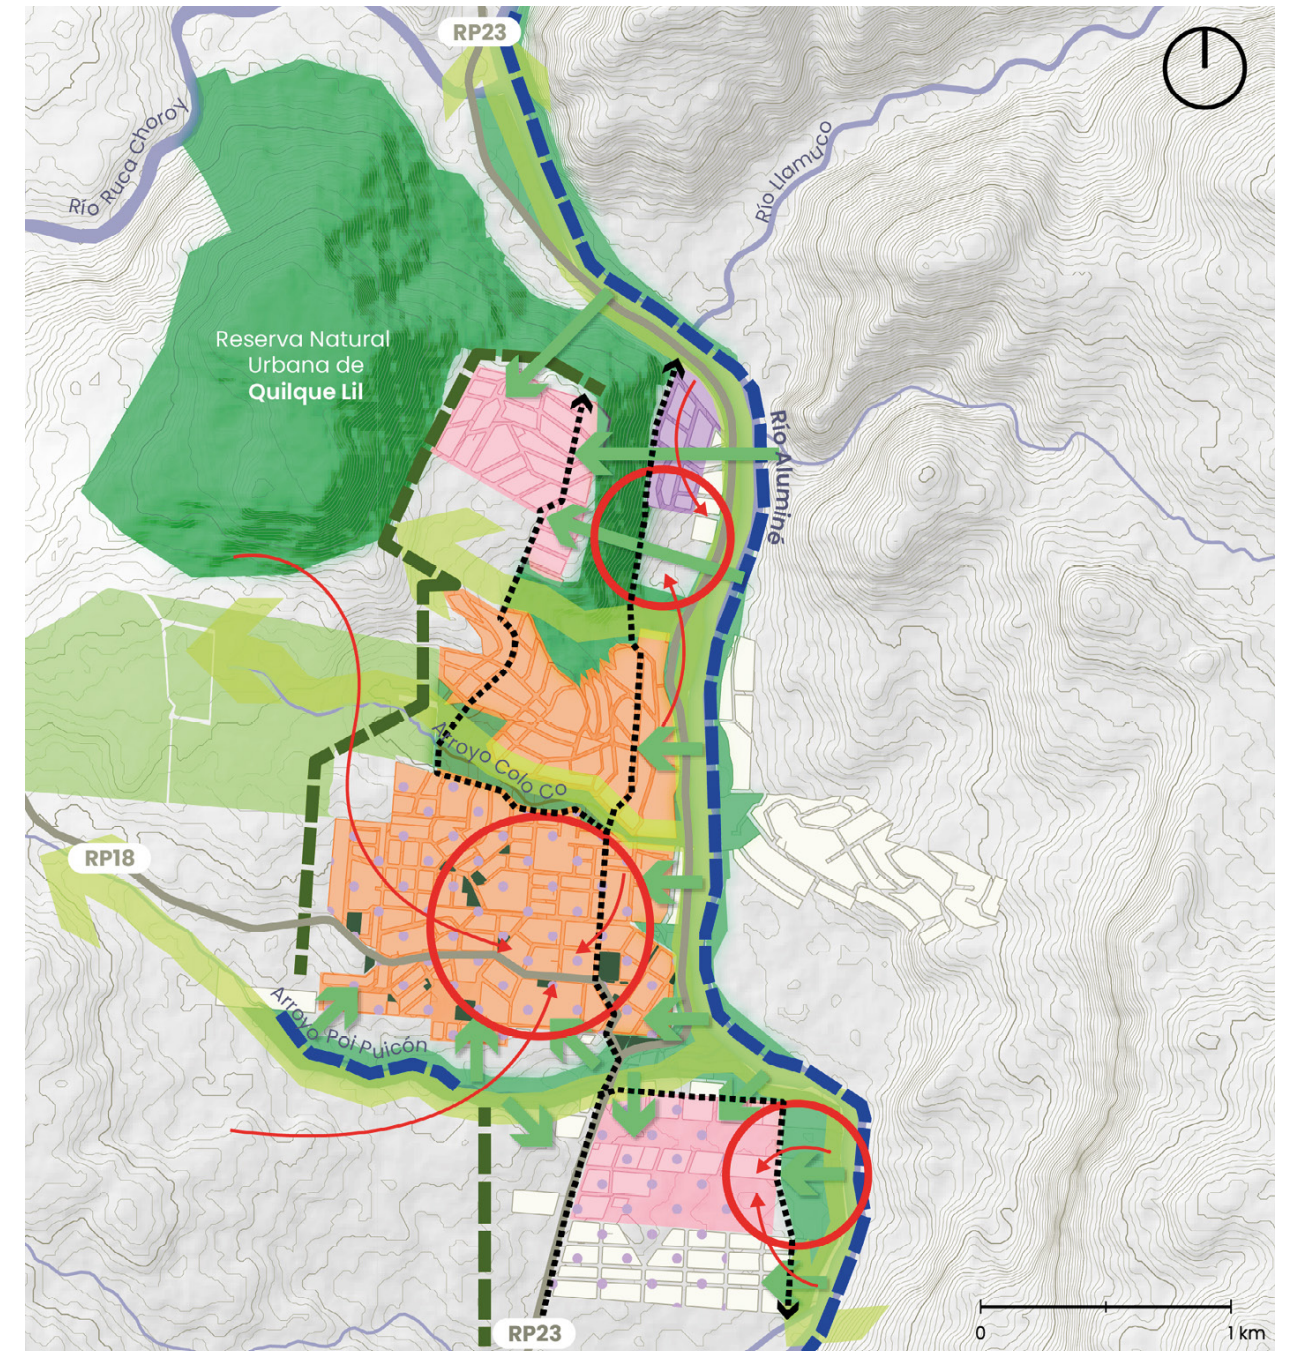 RP23
Río Ruca Choroy
Río Llamuco
Reserva Natural
Urbana de
Quilque Lil
Río Aluminé
Arroyo Colo Co
RP18
Arroyo Poi Puicón
RP23
0
1 km